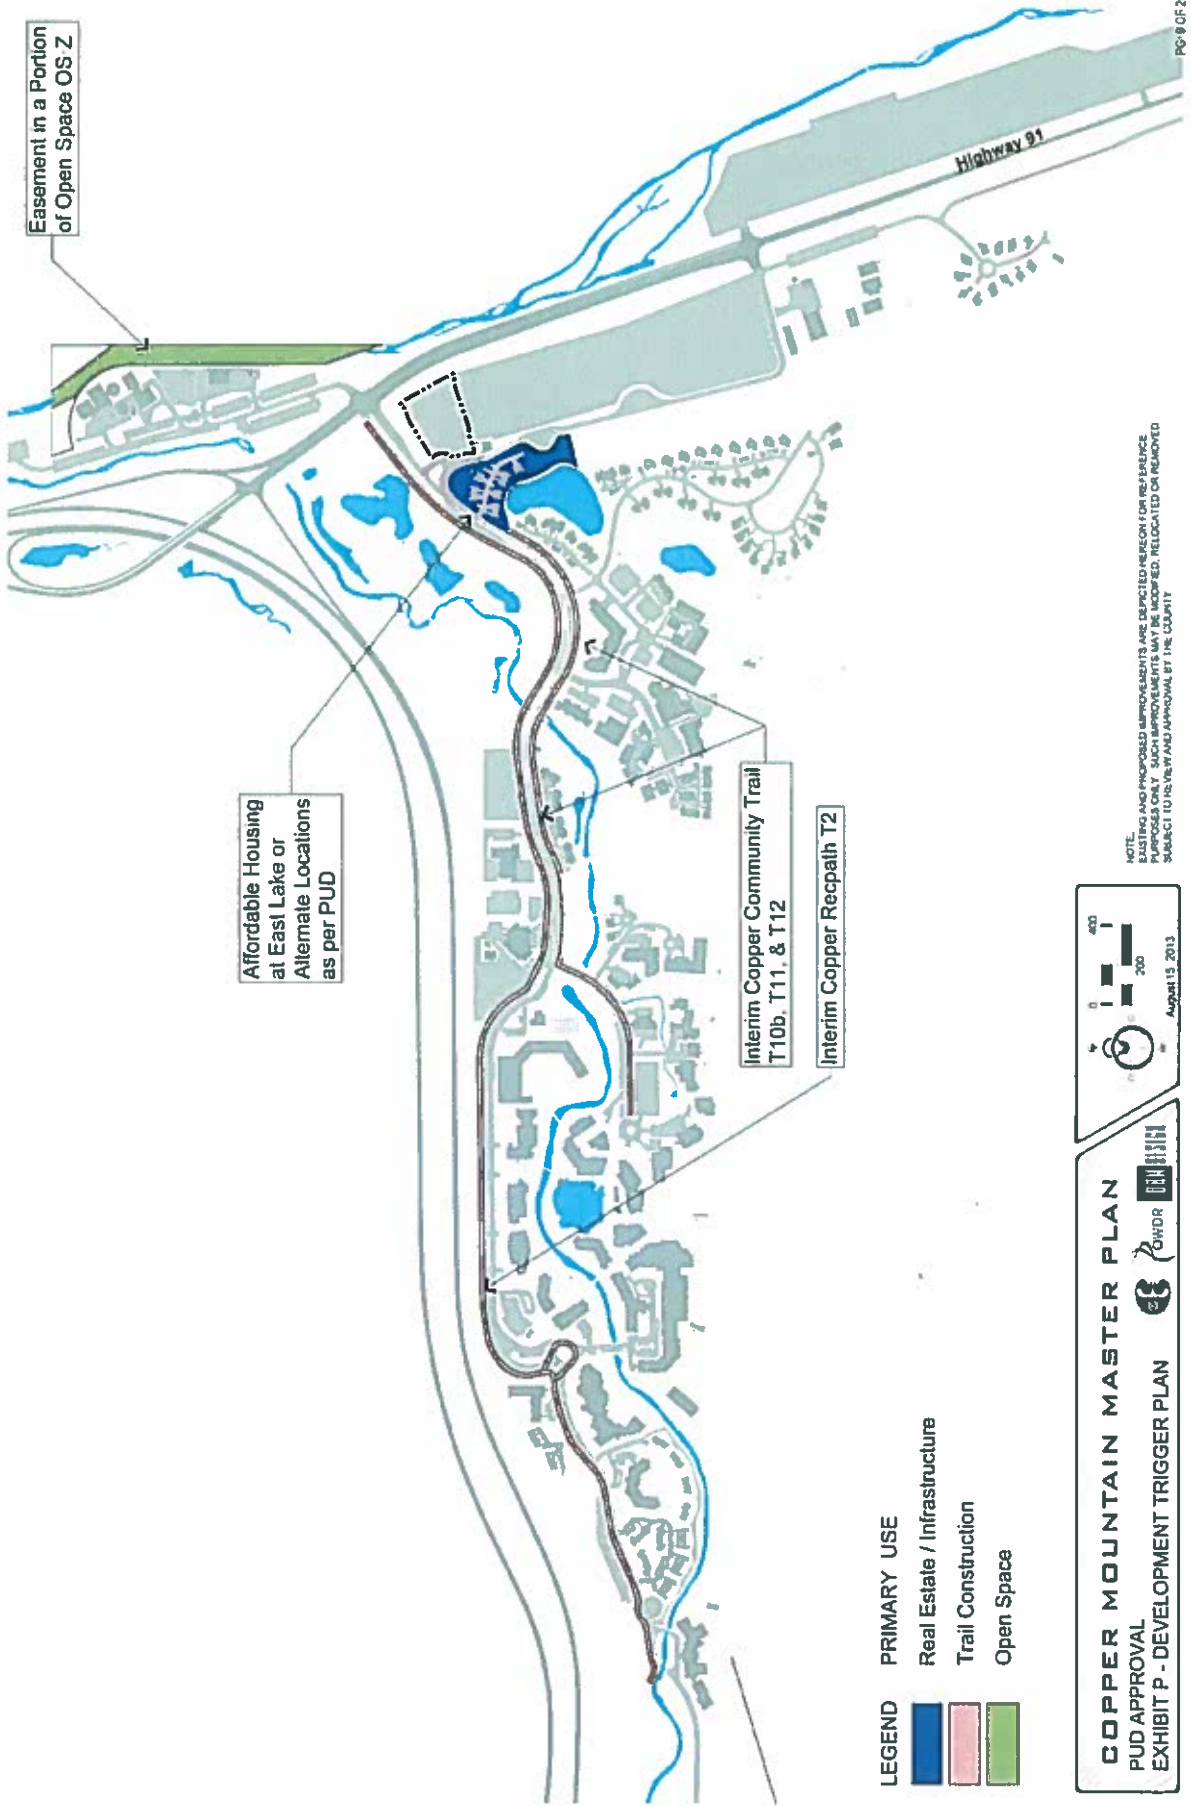 Easement in a Portion
of Open Space OS-Z
Highway 91
Affordable Housing
at East Lake or
Alternate Locations
as per PUD
Interim Copper Community Trail
T10b, T11, & T12
Interim Copper Recpath T2
LEGEND PRIMARY USE
Real Estate / Infrastructure
Trail Construction
Open Space
COPPER MOUNTAIN MASTER PLAN
PUD APPROVAL
EXHIBIT P - DEVELOPMENT TRIGGER PLAN
POWDR
0 200 400
August 15, 2013
NOTE:
EXISTING AND PROPOSED IMPROVEMENTS ARE DEPICTED HEREON FOR REFERENCE
PURPOSES ONLY. SUCH IMPROVEMENTS MAY BE MODIFIED, RELOCATED OR REMOVED
SUBJECT TO REVIEW AND APPROVAL BY THE COUNTY